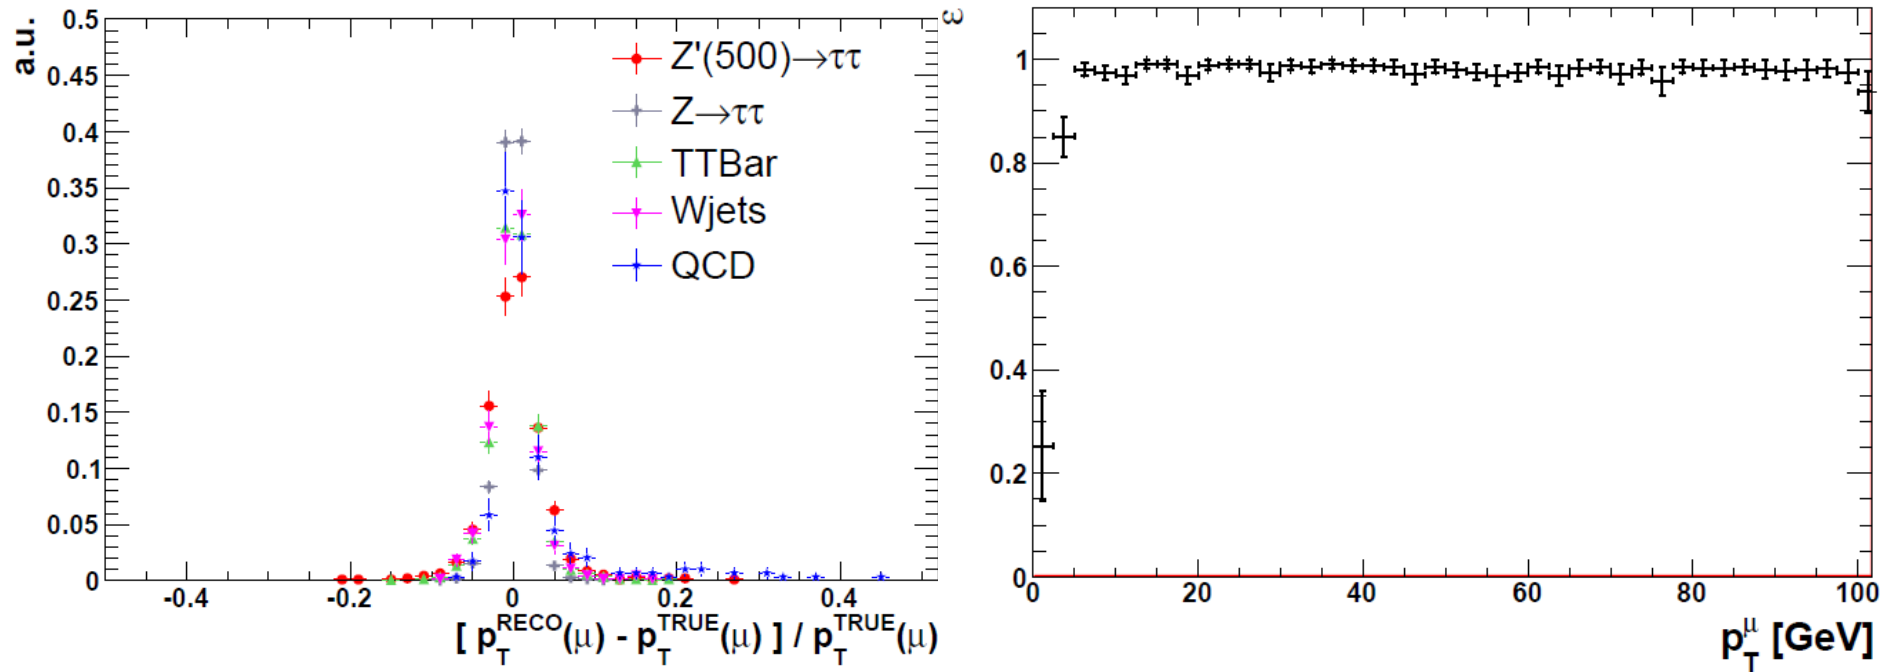 a.u.
0.5
0.45
0.4
0.35
0.3
0.25
0.2
0.15
0.1
0.05
0
-0.4 -0.2 0 0.2 0.4
[ p_T^RECO(μ) - p_T^TRUE(μ) ] / p_T^TRUE(μ)
Z'(500)→ττ
Z→ττ
TTBar
Wjets
QCD
ε
1
0.8
0.6
0.4
0.2
0
0 20 40 60 80 100
p_T^μ [GeV]